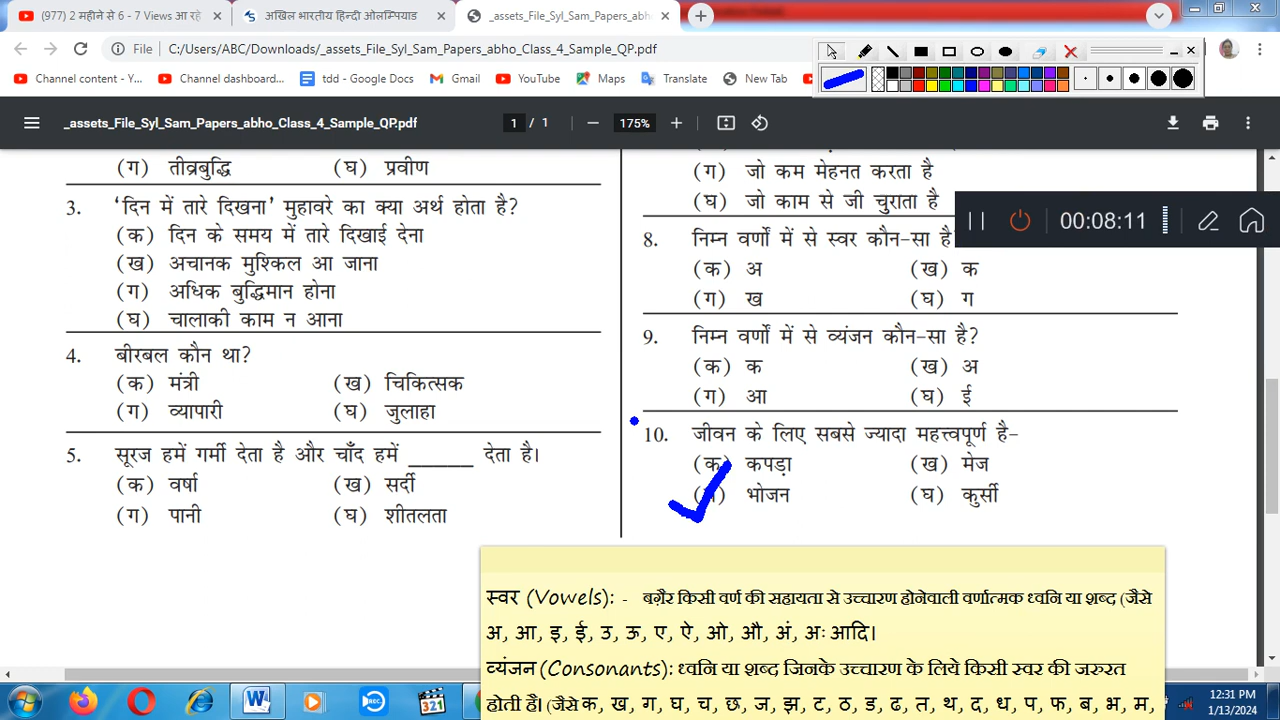 (977) 2 महीने से 6 - 7 Views आ रहे
अखिल भारतीय हिन्दी ओलम्पियाड
_assets_File_Syl_Sam_Papers_abho
File
C:/Users/ABC/Downloads/_assets_File_Syl_Sam_Papers_abho_Class_4_Sample_QP.pdf
Channel content - Y...
Channel dashboard...
tbd - Google Docs
Gmail
YouTube
Maps
Translate
New Tab
_assets_File_Syl_Sam_Papers_abho_Class_4_Sample_QP.pdf
1 / 1
175%
(ग) तीव्रबुद्धि (घ) प्रवीण
3. ‘दिन में तारे दिखना’ मुहावरे का क्या अर्थ होता है?
(क) दिन के समय में तारे दिखाई देना
(ख) अचानक मुश्किल आ जाना
(ग) अधिक बुद्धिमान होना
(घ) चालाकी काम न आना
4. बीरबल कौन था?
(क) मंत्री (ख) चिकित्सक
(ग) व्यापारी (घ) जुलाहा
5. सूरज हमें गर्मी देता है और चाँद हमें ______ देता है।
(क) वर्षा (ख) सर्दी
(ग) पानी (घ) शीतलता
(ग) जो कम मेहनत करता है
(घ) जो काम से जी चुराता है
00:08:11
8. निम्न वर्णों में से स्वर कौन-सा है
(क) अ (ख) क
(ग) ख (घ) ग
9. निम्न वर्णों में से व्यंजन कौन-सा है?
(क) क (ख) अ
(ग) आ (घ) ई
10. जीवन के लिए सबसे ज्यादा महत्त्वपूर्ण है-
(क) कपड़ा (ख) मेज
भोजन (घ) कुर्सी
स्वर (Vowels): - बग़ैर किसी वर्ण की सहायता से उच्चारण होनेवाली वर्णात्मक ध्वनि या शब्द (जैसे
अ, आ, इ, ई, उ, ऊ, ए, ऐ, ओ, औ, अं, अः आदि।
व्यंजन (Consonants): ध्वनि या शब्द जिनके उच्चारण के लिये किसी स्वर की जरुरत
होती है। (जैसे क, ख, ग, घ, च, छ, ज, झ, ट, ठ, ड, ढ, त, थ, द, ध, प, फ, ब, भ, म,
REC
321
12:31 PM
1/13/2024